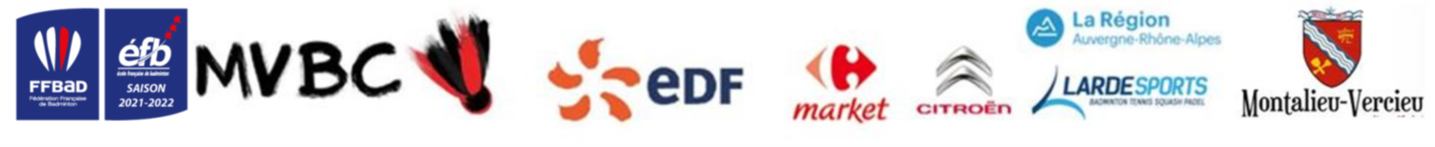 FFBaD
Fédération Française
de Badminton
éfb
école française de badminton
SAISON
2021-2022
MVBC
eDF
market
CITROËN
La Région
Auvergne-Rhône-Alpes
LARDESPORTS
BADMINTON TENNIS SQUASH PADEL
Montalieu-Vercieu